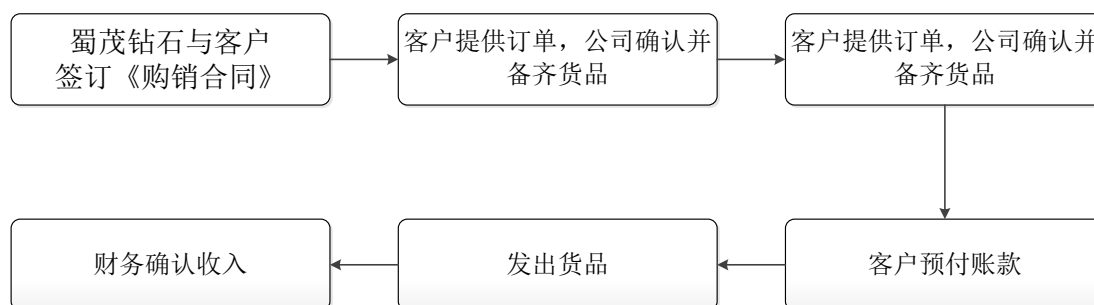 蜀茂钻石与客户
签订《购销合同》
客户提供订单，公司确认并
备齐货品
客户提供订单，公司确认并
备齐货品
客户预付账款
发出货品
财务确认收入